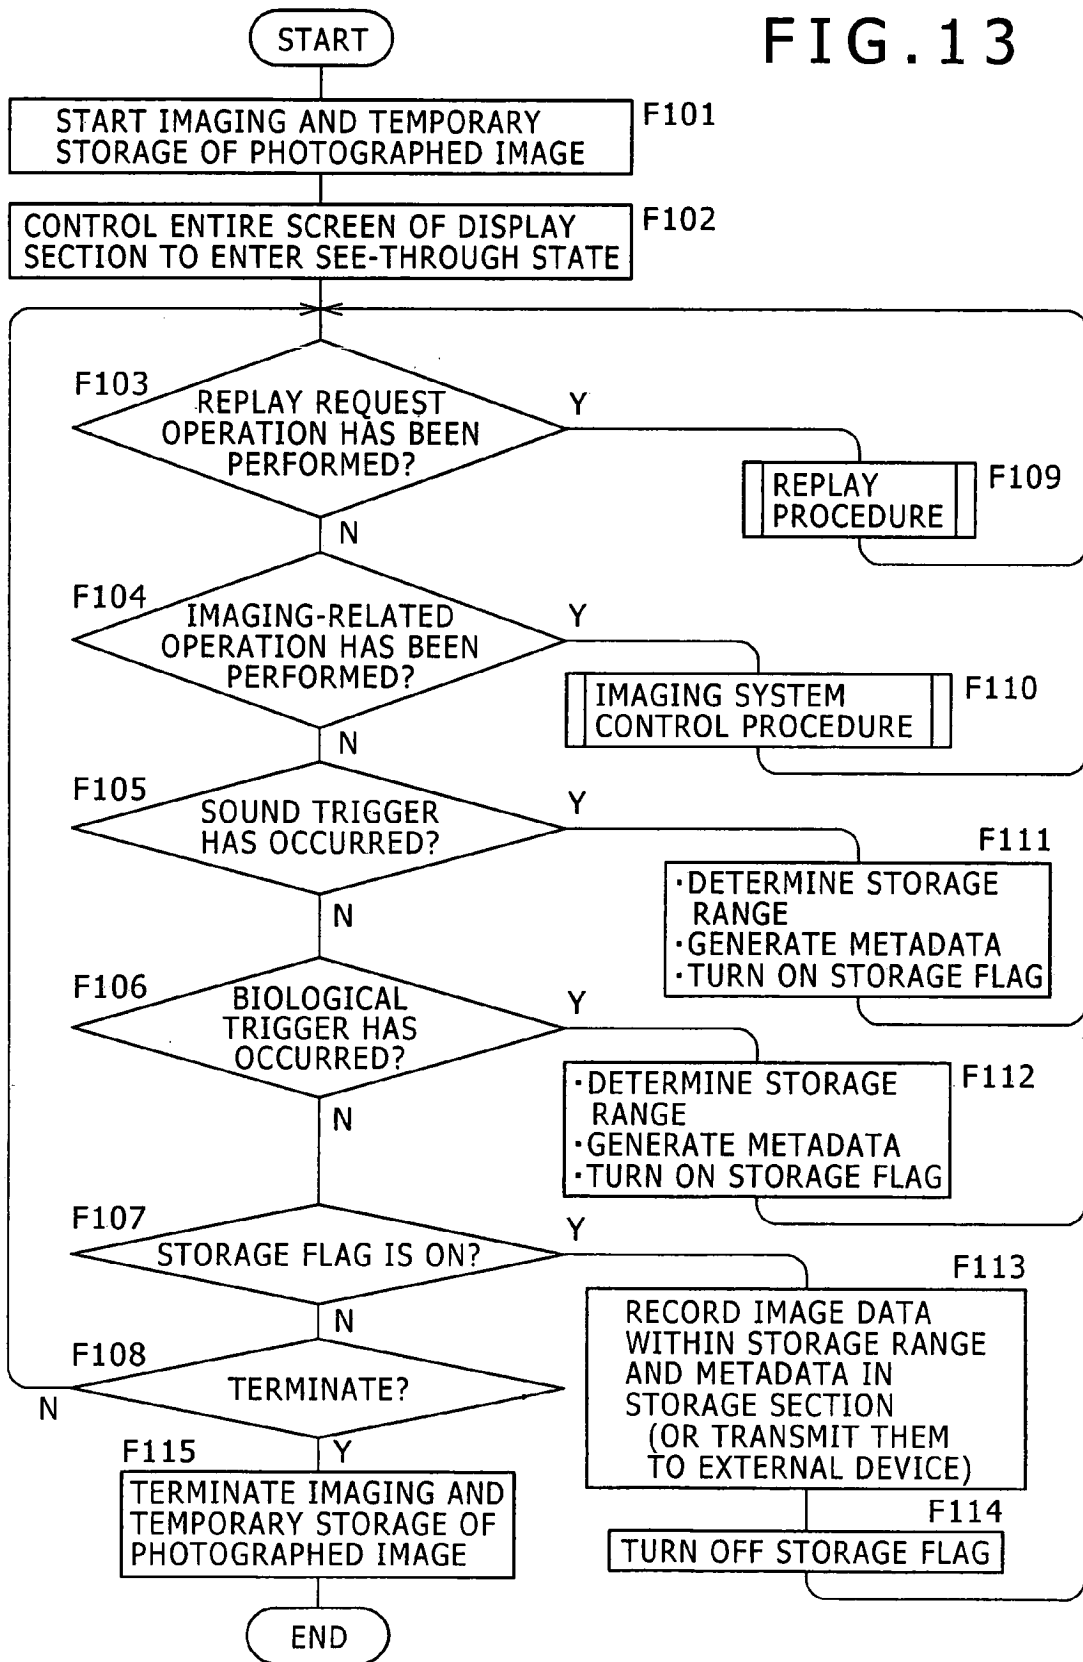 FIG.13
START
F101
START IMAGING AND TEMPORARY
STORAGE OF PHOTOGRAPHED IMAGE
F102
CONTROL ENTIRE SCREEN OF DISPLAY
SECTION TO ENTER SEE-THROUGH STATE
F103
REPLAY REQUEST
OPERATION HAS BEEN
PERFORMED?
Y
N
REPLAY
PROCEDURE
F109
F104
IMAGING-RELATED
OPERATION HAS BEEN
PERFORMED?
Y
N
IMAGING SYSTEM
CONTROL PROCEDURE
F110
F105
SOUND TRIGGER
HAS OCCURRED?
Y
N
F111
·DETERMINE STORAGE
RANGE
·GENERATE METADATA
·TURN ON STORAGE FLAG
F106
BIOLOGICAL
TRIGGER HAS
OCCURRED?
Y
N
F112
·DETERMINE STORAGE
RANGE
·GENERATE METADATA
·TURN ON STORAGE FLAG
F107
STORAGE FLAG IS ON?
Y
N
F113
RECORD IMAGE DATA
WITHIN STORAGE RANGE
AND METADATA IN
STORAGE SECTION
(OR TRANSMIT THEM
TO EXTERNAL DEVICE)
F108
TERMINATE?
N
Y
F114
TURN OFF STORAGE FLAG
F115
TERMINATE IMAGING AND
TEMPORARY STORAGE OF
PHOTOGRAPHED IMAGE
END